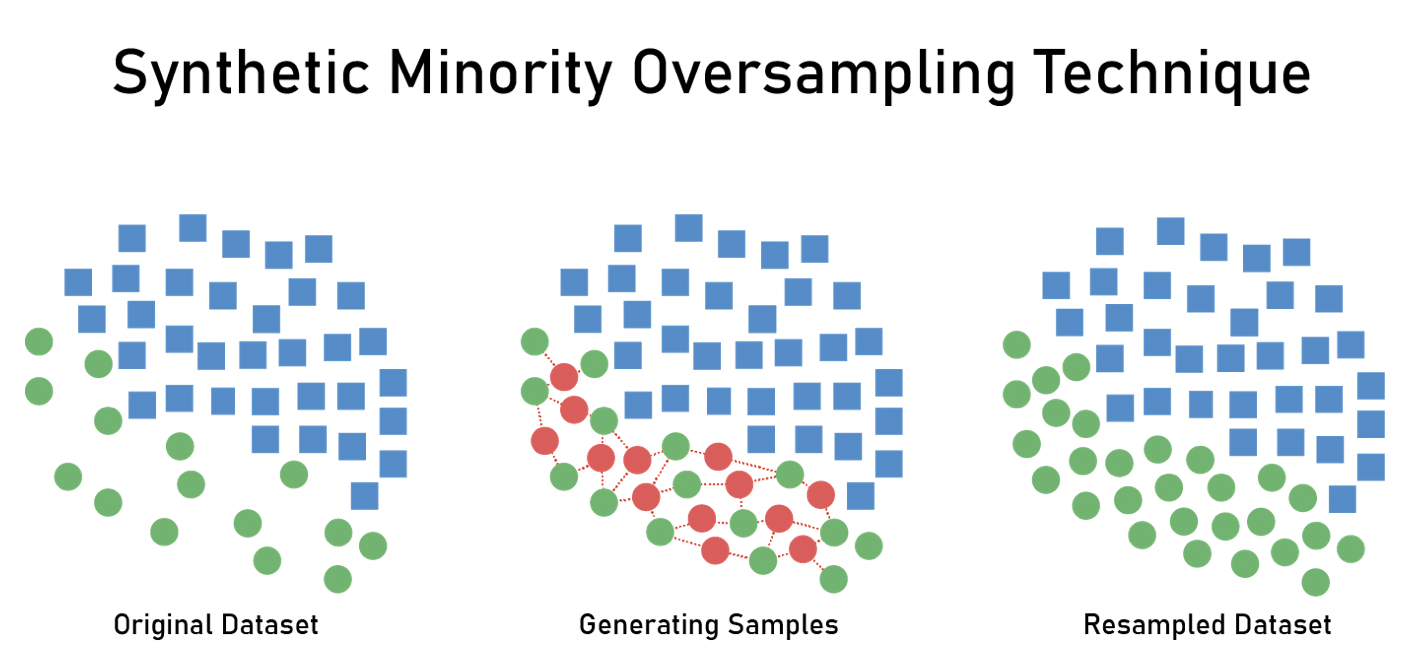 Synthetic Minority Oversampling Technique
Original Dataset
Generating Samples
Resampled Dataset